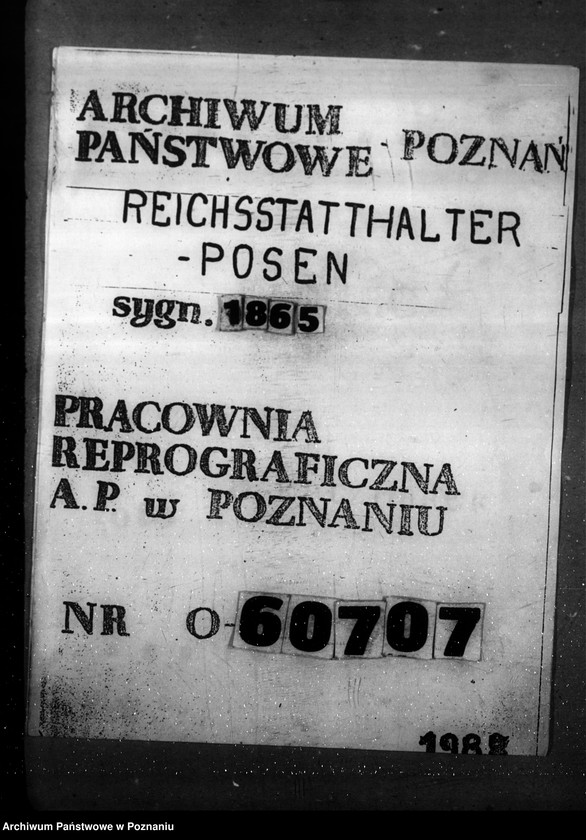 ARCHIWUM
PAŃSTWOWE POZNAŃ
REICHSSTATTHALTER
-POSEN
sygn. 1865
PRACOWNIA
REPROGRAFICZNA
A.P. w POZNANIU
NR O-60707
1988
Archiwum Państwowe w Poznaniu